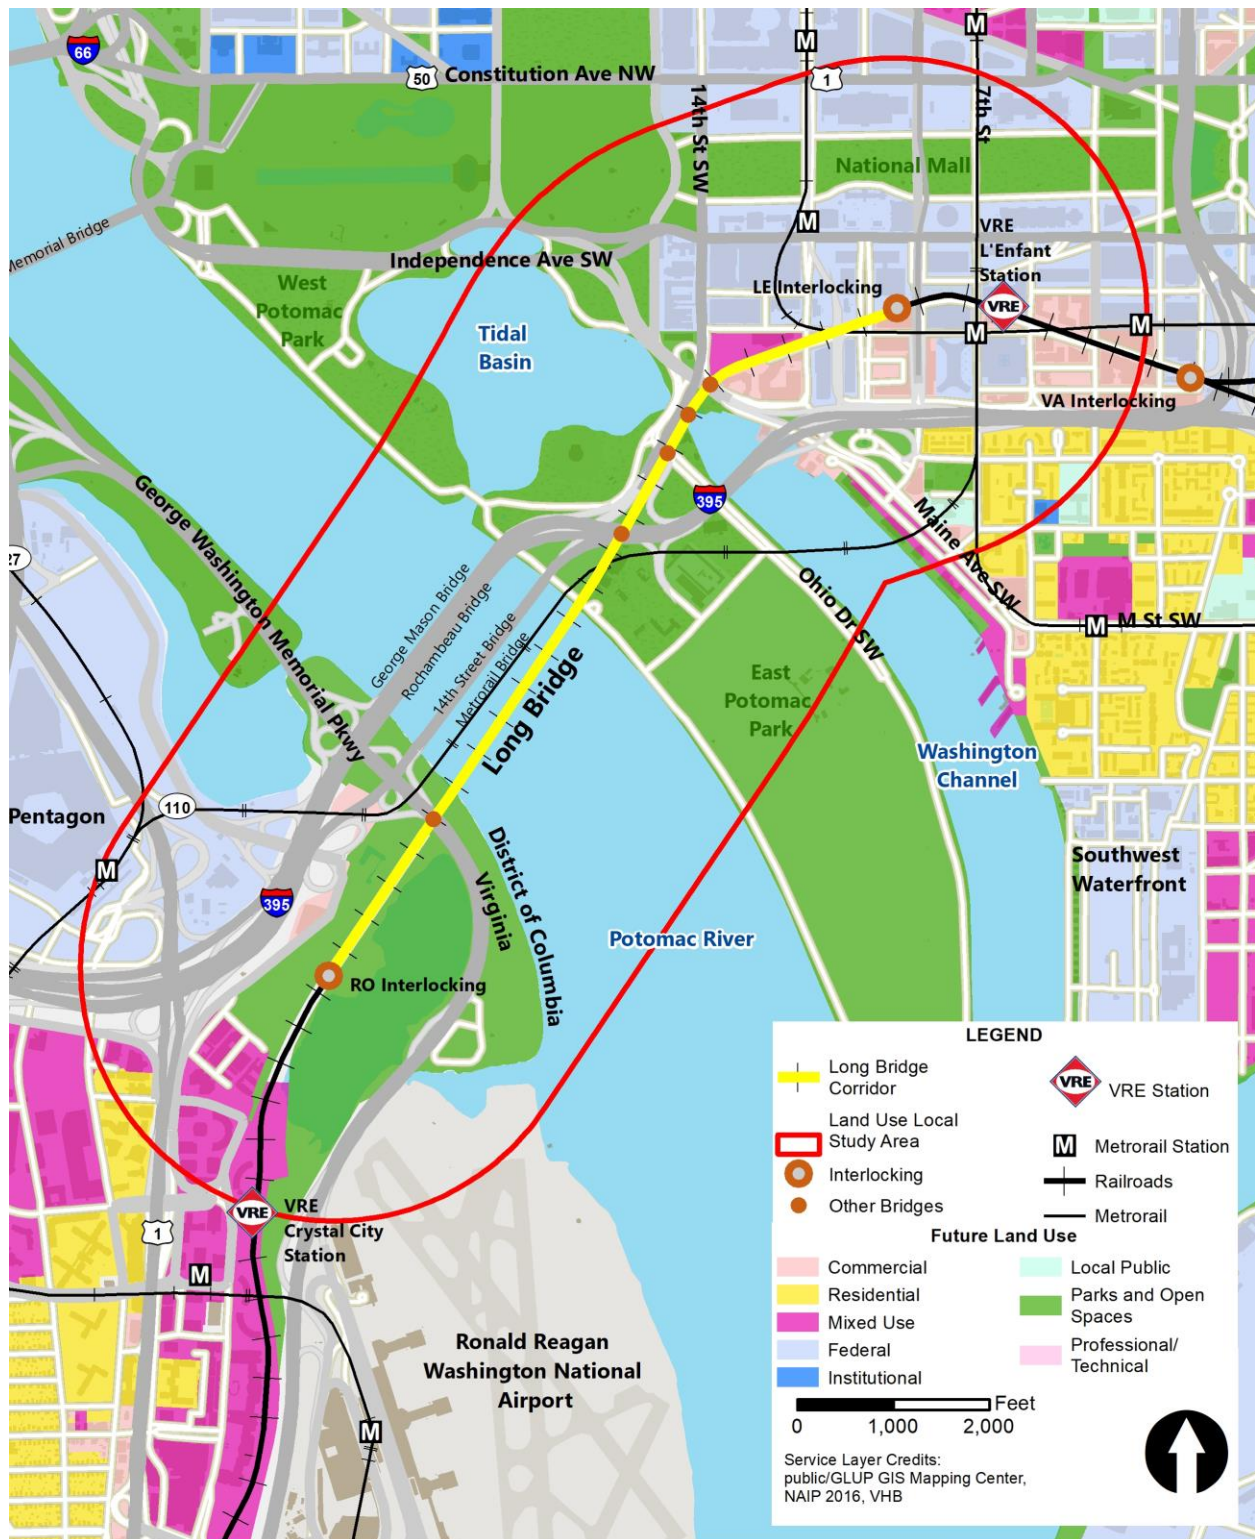 66
50
Constitution Ave NW
1
14th St SW
7th St
M
M
National Mall
M
VRE
L'Enfant
Station
VRE
Memorial Bridge
Independence Ave SW
LE Interlocking
West
Potomac
Park
Tidal
Basin
M
M
VA Interlocking
George Washington Memorial Pkwy
395
Maine Ave SW
27
George Mason Bridge
Rochambeau Bridge
14th Street Bridge
Metrorail Bridge
Long Bridge
Ohio Dr SW
M
M St SW
East
Potomac
Park
Washington
Channel
110
Pentagon
M
District of Columbia
Virginia
395
Southwest
Waterfront
Potomac River
RO Interlocking
VRE
VRE
Crystal City
Station
1
M
Ronald Reagan
Washington National
Airport
M
LEGEND
Long Bridge
Corridor
Land Use Local
Study Area
Interlocking
Other Bridges
VRE
VRE Station
M
Metrorail Station
Railroads
Metrorail
Future Land Use
Commercial
Residential
Mixed Use
Federal
Institutional
Local Public
Parks and Open
Spaces
Professional/
Technical
Feet
0 1,000 2,000
Service Layer Credits:
public/GLUP GIS Mapping Center,
NAIP 2016, VHB